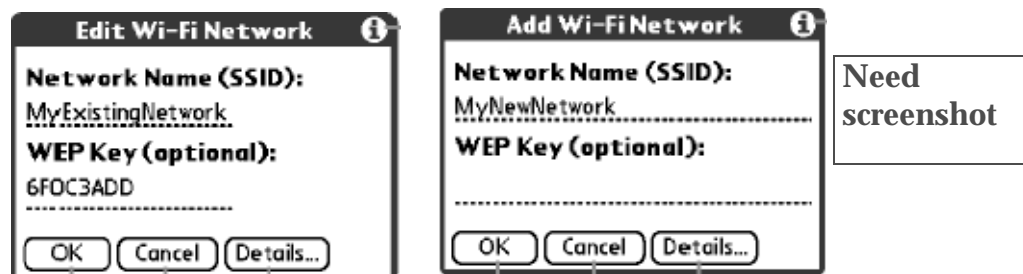 Edit Wi-Fi Network
Network Name (SSID):
MyExistingNetwork
WEP Key (optional):
6F0C3ADD
OK Cancel Details...
Add Wi-Fi Network
Network Name (SSID):
MyNewNetwork
WEP Key (optional):
OK Cancel Details...
Need
screenshot